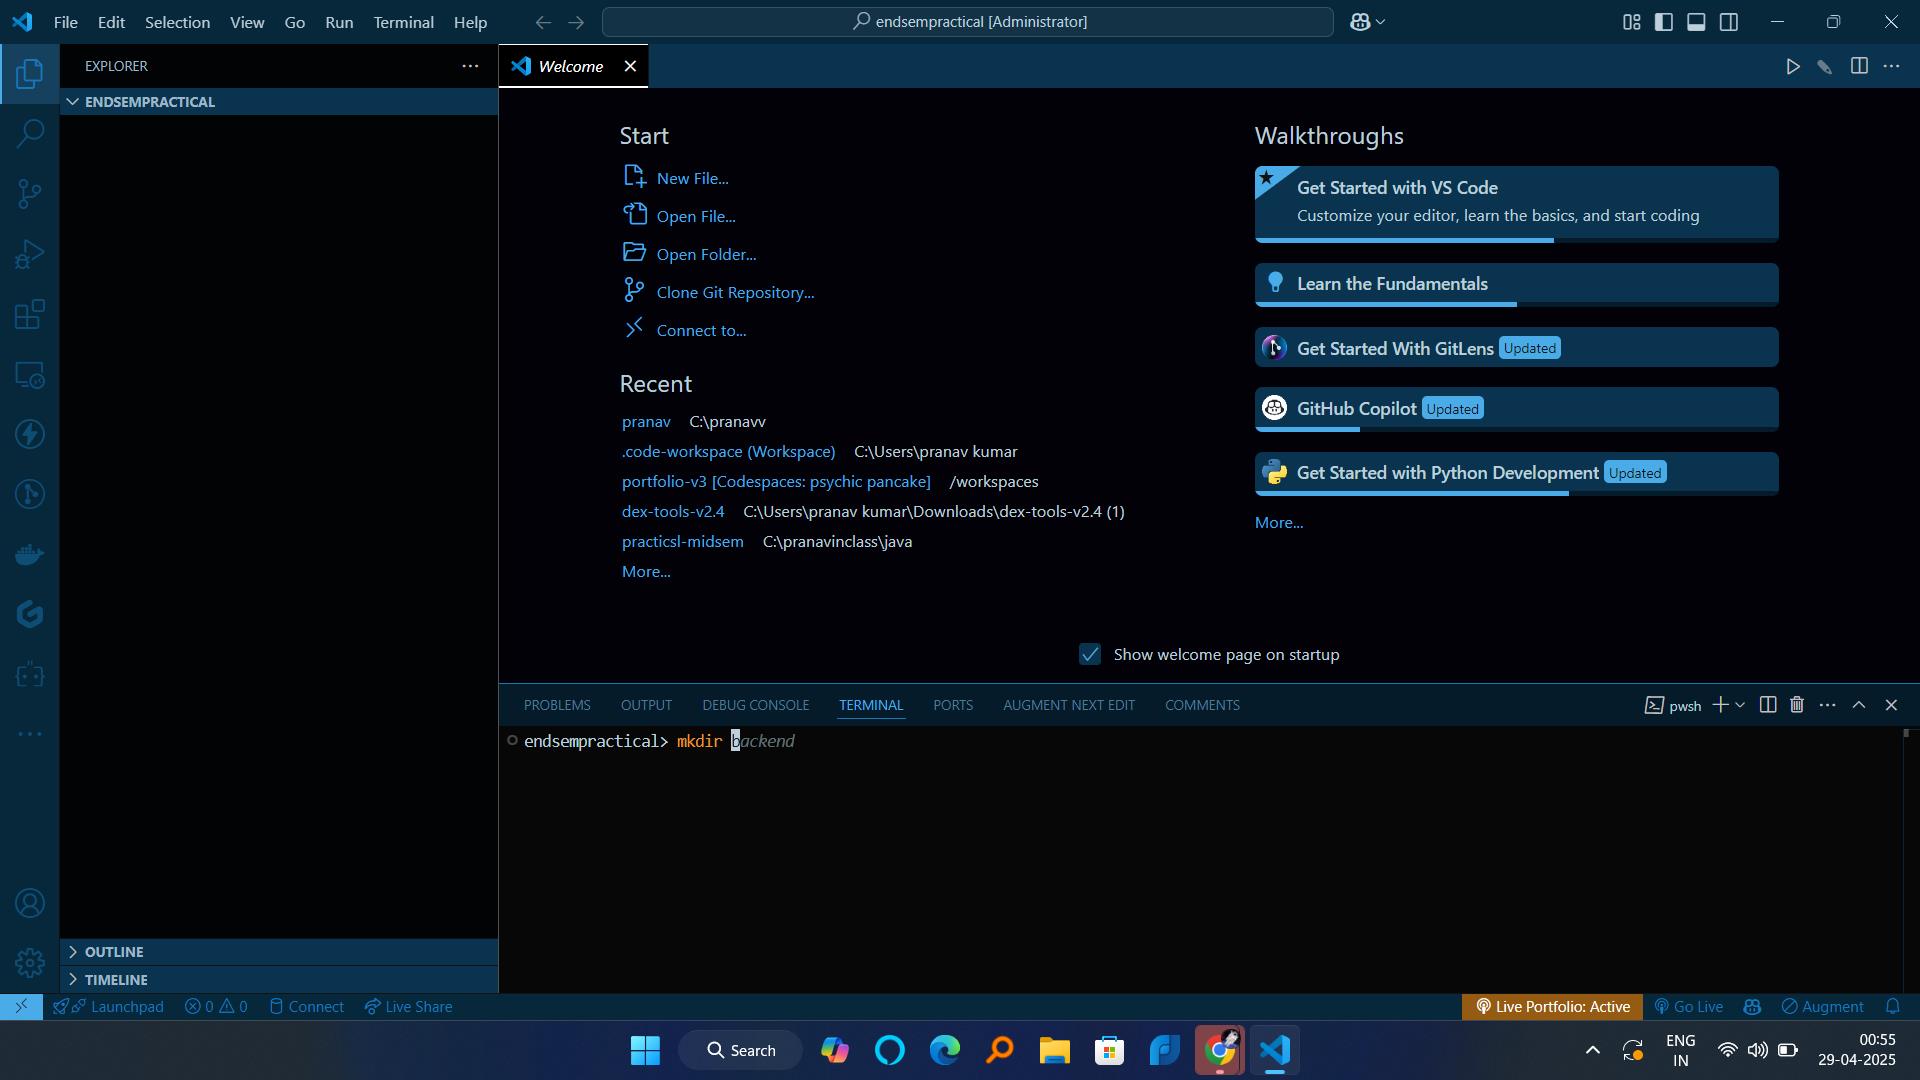 File Edit Selection View Go Run Terminal Help
endsempractical [Administrator]
EXPLORER
Welcome
ENDSEMPRACTICAL
Start
New File...
Open File...
Open Folder...
Clone Git Repository...
Connect to...
Recent
pranav C:\pranavv
.code-workspace (Workspace) C:\Users\pranav kumar
portfolio-v3 [Codespaces: psychic pancake] /workspaces
dex-tools-v2.4 C:\Users\pranav kumar\Downloads\dex-tools-v2.4 (1)
practicsl-midsem C:\pranavinclass\java
More...
Walkthroughs
Get Started with VS Code
Customize your editor, learn the basics, and start coding
Learn the Fundamentals
Get Started With GitLens Updated
GitHub Copilot Updated
Get Started with Python Development Updated
More...
Show welcome page on startup
PROBLEMS OUTPUT DEBUG CONSOLE TERMINAL PORTS AUGMENT NEXT EDIT COMMENTS
pwsh
endsempractical> mkdir backend
OUTLINE
TIMELINE
Launchpad 0 0 Connect Live Share
Live Portfolio: Active Go Live Augment
Search
ENG
IN
00:55
29-04-2025